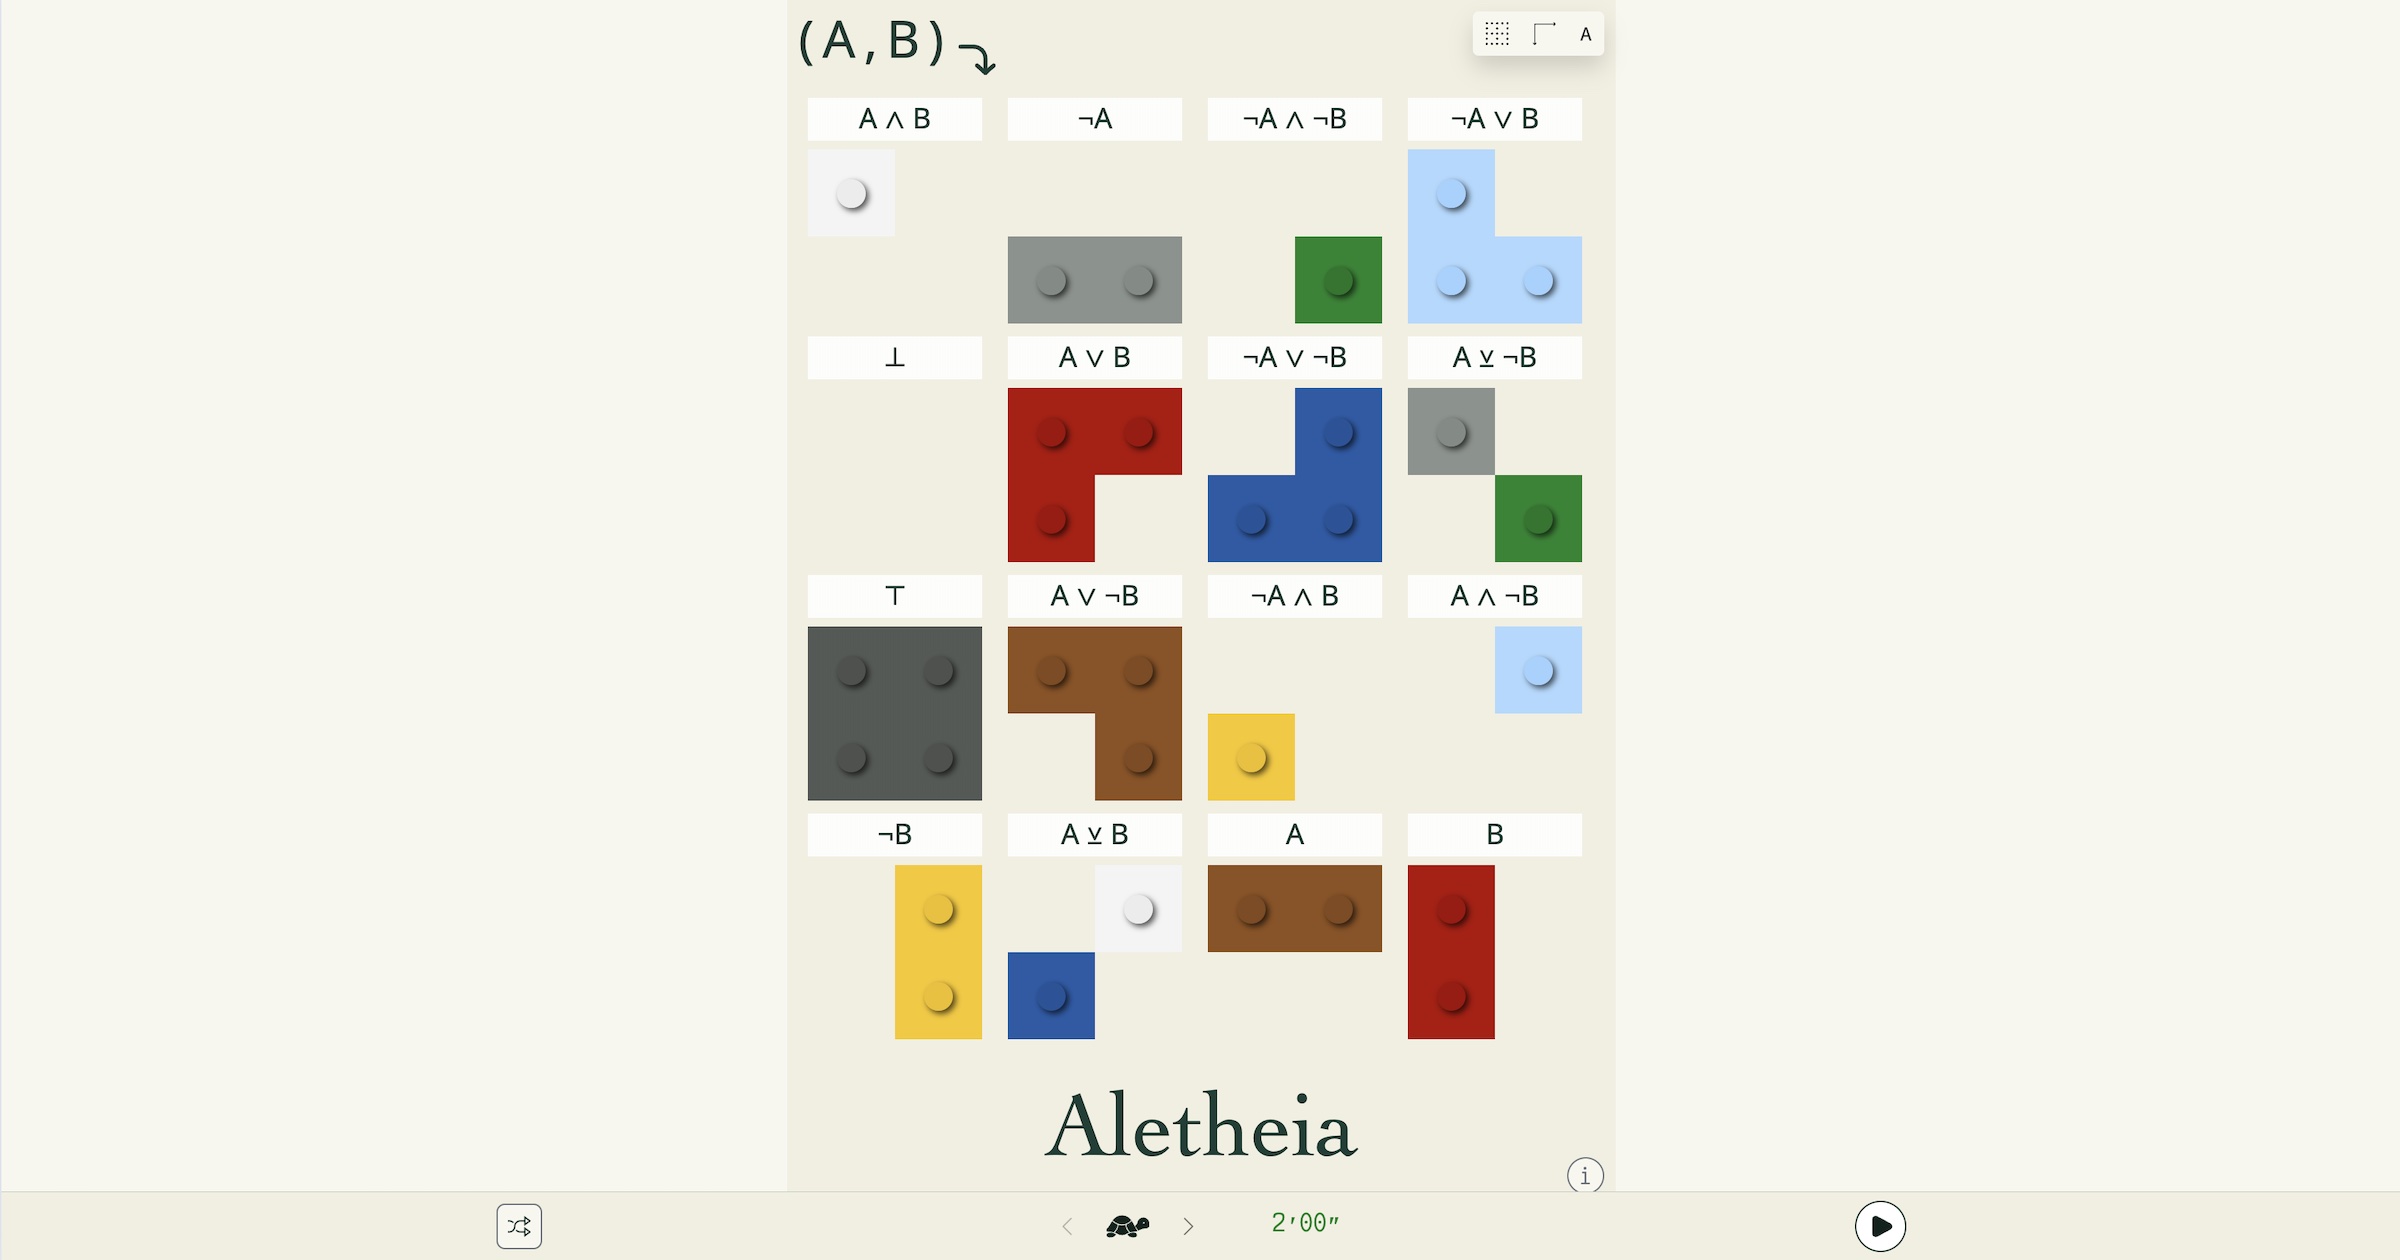 (A,B)
A
A ∧ B ¬A ¬A ∧ ¬B ¬A ∨ B
⊥ A ∨ B ¬A ∨ ¬B A ⊻ ¬B
⊤ A ∨ ¬B ¬A ∧ B A ∧ ¬B
¬B A ⊻ B A B
Aletheia
i
2′00″